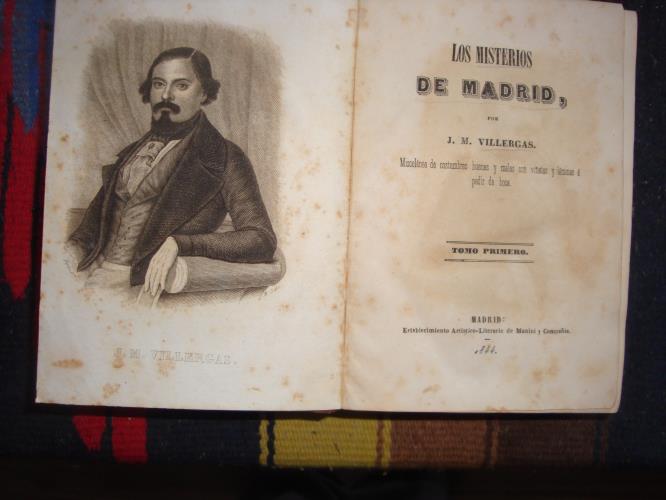 J. M. VILLERGAS.
LOS MISTERIOS
DE MADRID,
POR
J. M. VILLERGAS.
Miscelánea de costumbres buenas y malas con viñetas y láminas á
pedir de boca.
TOMO PRIMERO.
MADRID:
Establecimiento Artístico-Literario de Manini y Compañía.